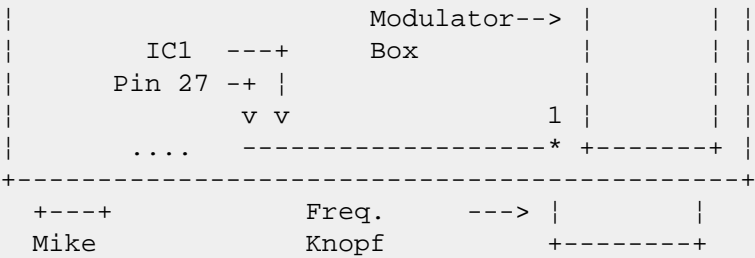 ¦                      Modulator--> ¦       ¦ ¦
¦        IC1  ---+     Box          ¦       ¦ ¦
¦      Pin 27 -+ ¦                  ¦       ¦ ¦
¦              v v                1 ¦       ¦ ¦
¦       ....   -------------------* +-------+ ¦
+---------------------------------------------+
+---+            Freq.     ---> ¦        ¦
Mike             Knopf          +--------+